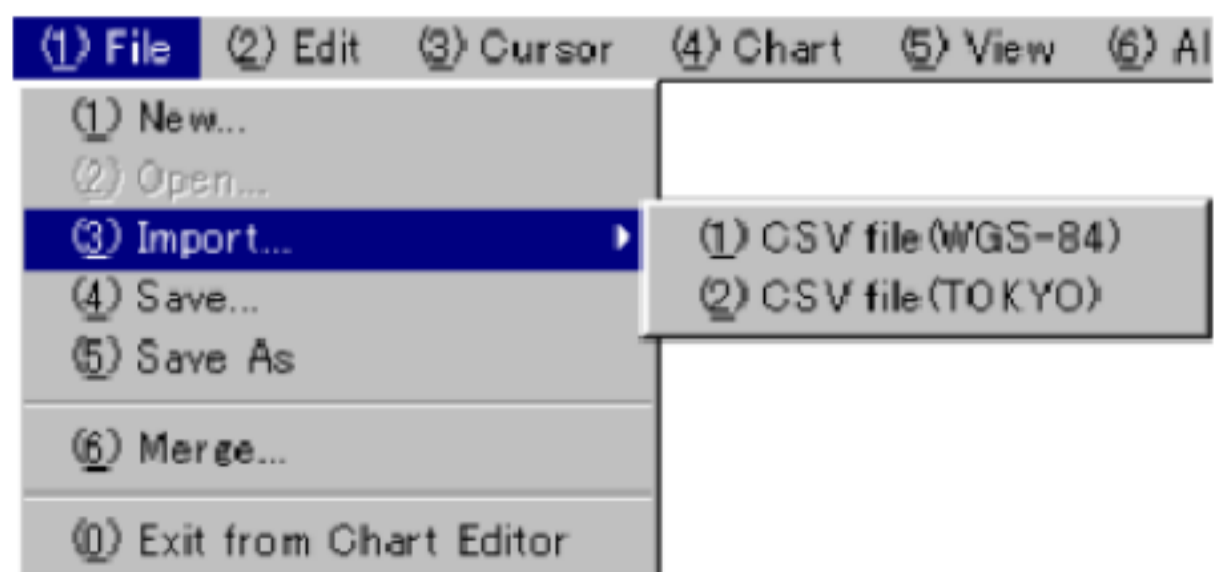 (1) File (2) Edit (3) Cursor (4) Chart (5) View (6) Al
(1) New...
(2) Open...
(3) Import...
(1) CSV file(WGS-84)
(2) CSV file(TOKYO)
(4) Save...
(5) Save As
(6) Merge...
(0) Exit from Chart Editor